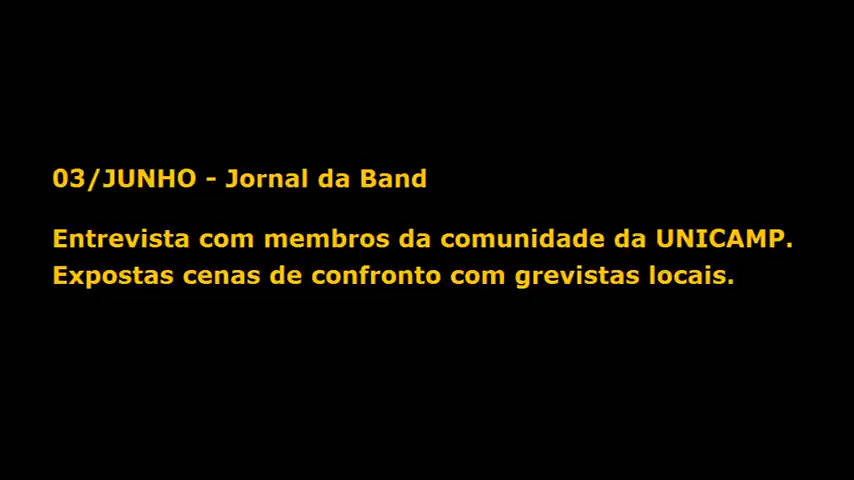 03/JUNHO - Jornal da Band
Entrevista com membros da comunidade da UNICAMP.
Expostas cenas de confronto com grevistas locais.